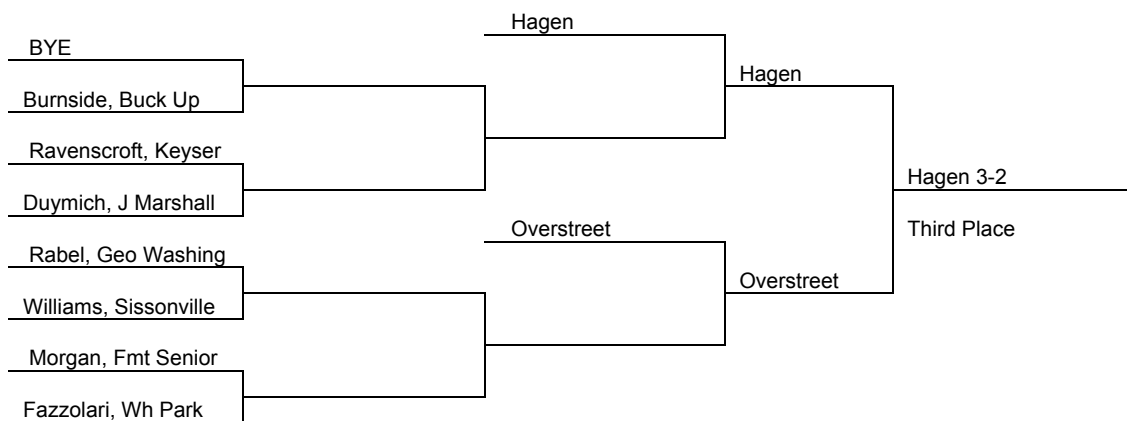 Hagen
BYE
Hagen
Burnside, Buck Up
Ravenscroft, Keyser
Hagen 3-2
Duymich, J Marshall
Overstreet
Third Place
Rabel, Geo Washing
Overstreet
Williams, Sissonville
Morgan, Fmt Senior
Fazzolari, Wh Park